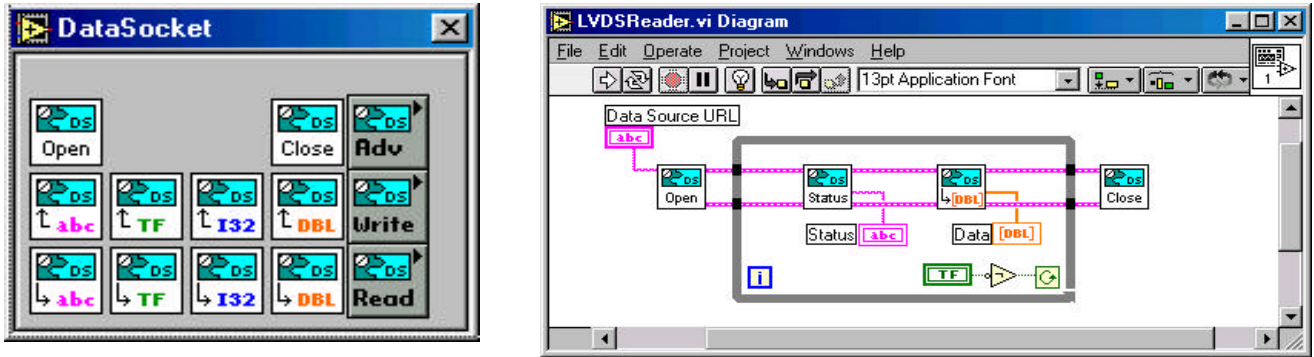 DataSocket
DS DS DS
Open Close Adv
DS DS DS DS DS
abc TF I32 DBL Write
DS DS DS DS DS
abc TF I32 DBL Read
LVDSReader.vi Diagram
File Edit Operate Project Windows Help
13pt Application Font
1
Data Source URL
abc
DS DS DS DS
Open Status [DBL] Close
Status abc Data [DBL]
i TF